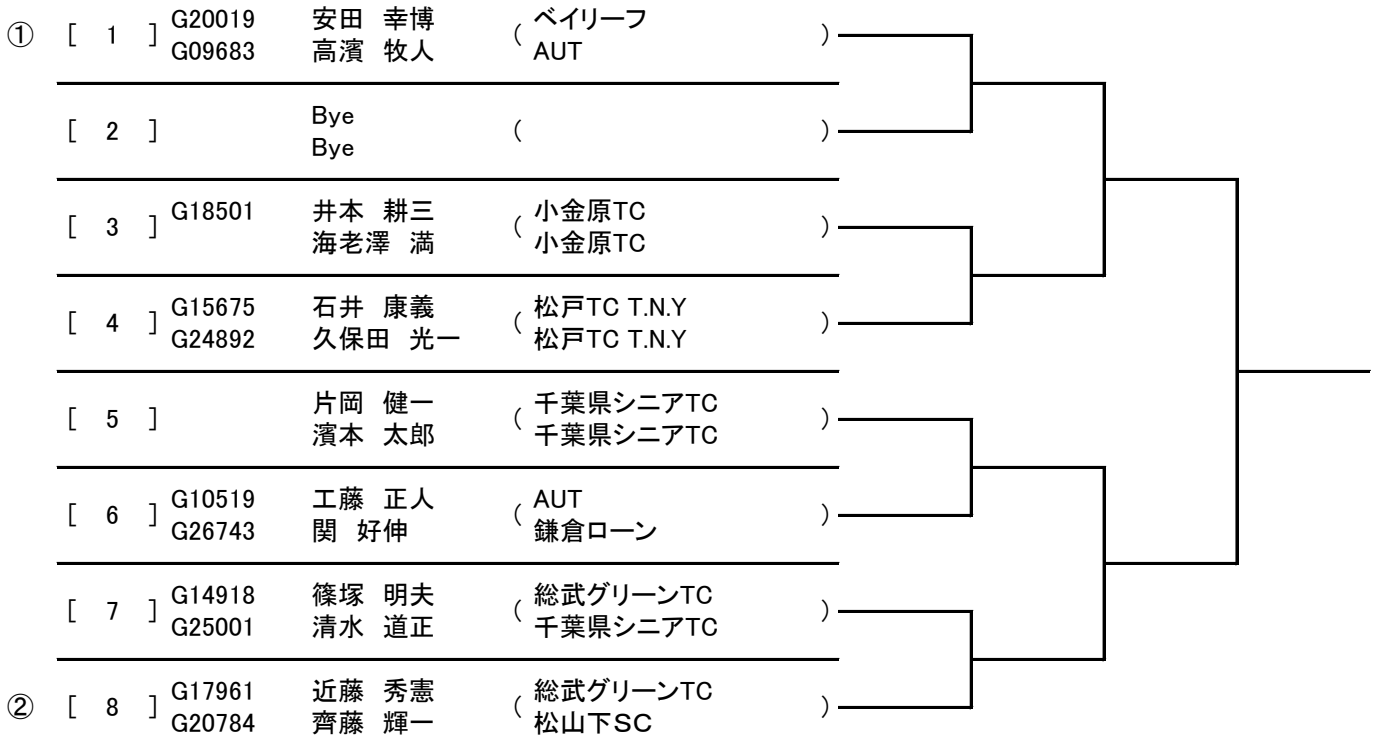 ① [ 1 ] G20019 安田 幸博 ( ベイリーフ )
G09683 高濱 牧人 AUT
[ 2 ] Bye ( )
Bye
[ 3 ] G18501 井本 耕三 ( 小金原TC )
海老澤 満 小金原TC
[ 4 ] G15675 石井 康義 ( 松戸TC T.N.Y )
G24892 久保田 光一 松戸TC T.N.Y
[ 5 ] 片岡 健一 ( 千葉県シニアTC )
濱本 太郎 千葉県シニアTC
[ 6 ] G10519 工藤 正人 ( AUT )
G26743 関 好伸 鎌倉ローン
[ 7 ] G14918 篠塚 明夫 ( 総武グリーンTC )
G25001 清水 道正 千葉県シニアTC
② [ 8 ] G17961 近藤 秀憲 ( 総武グリーンTC )
G20784 齊藤 輝一 松山下SC